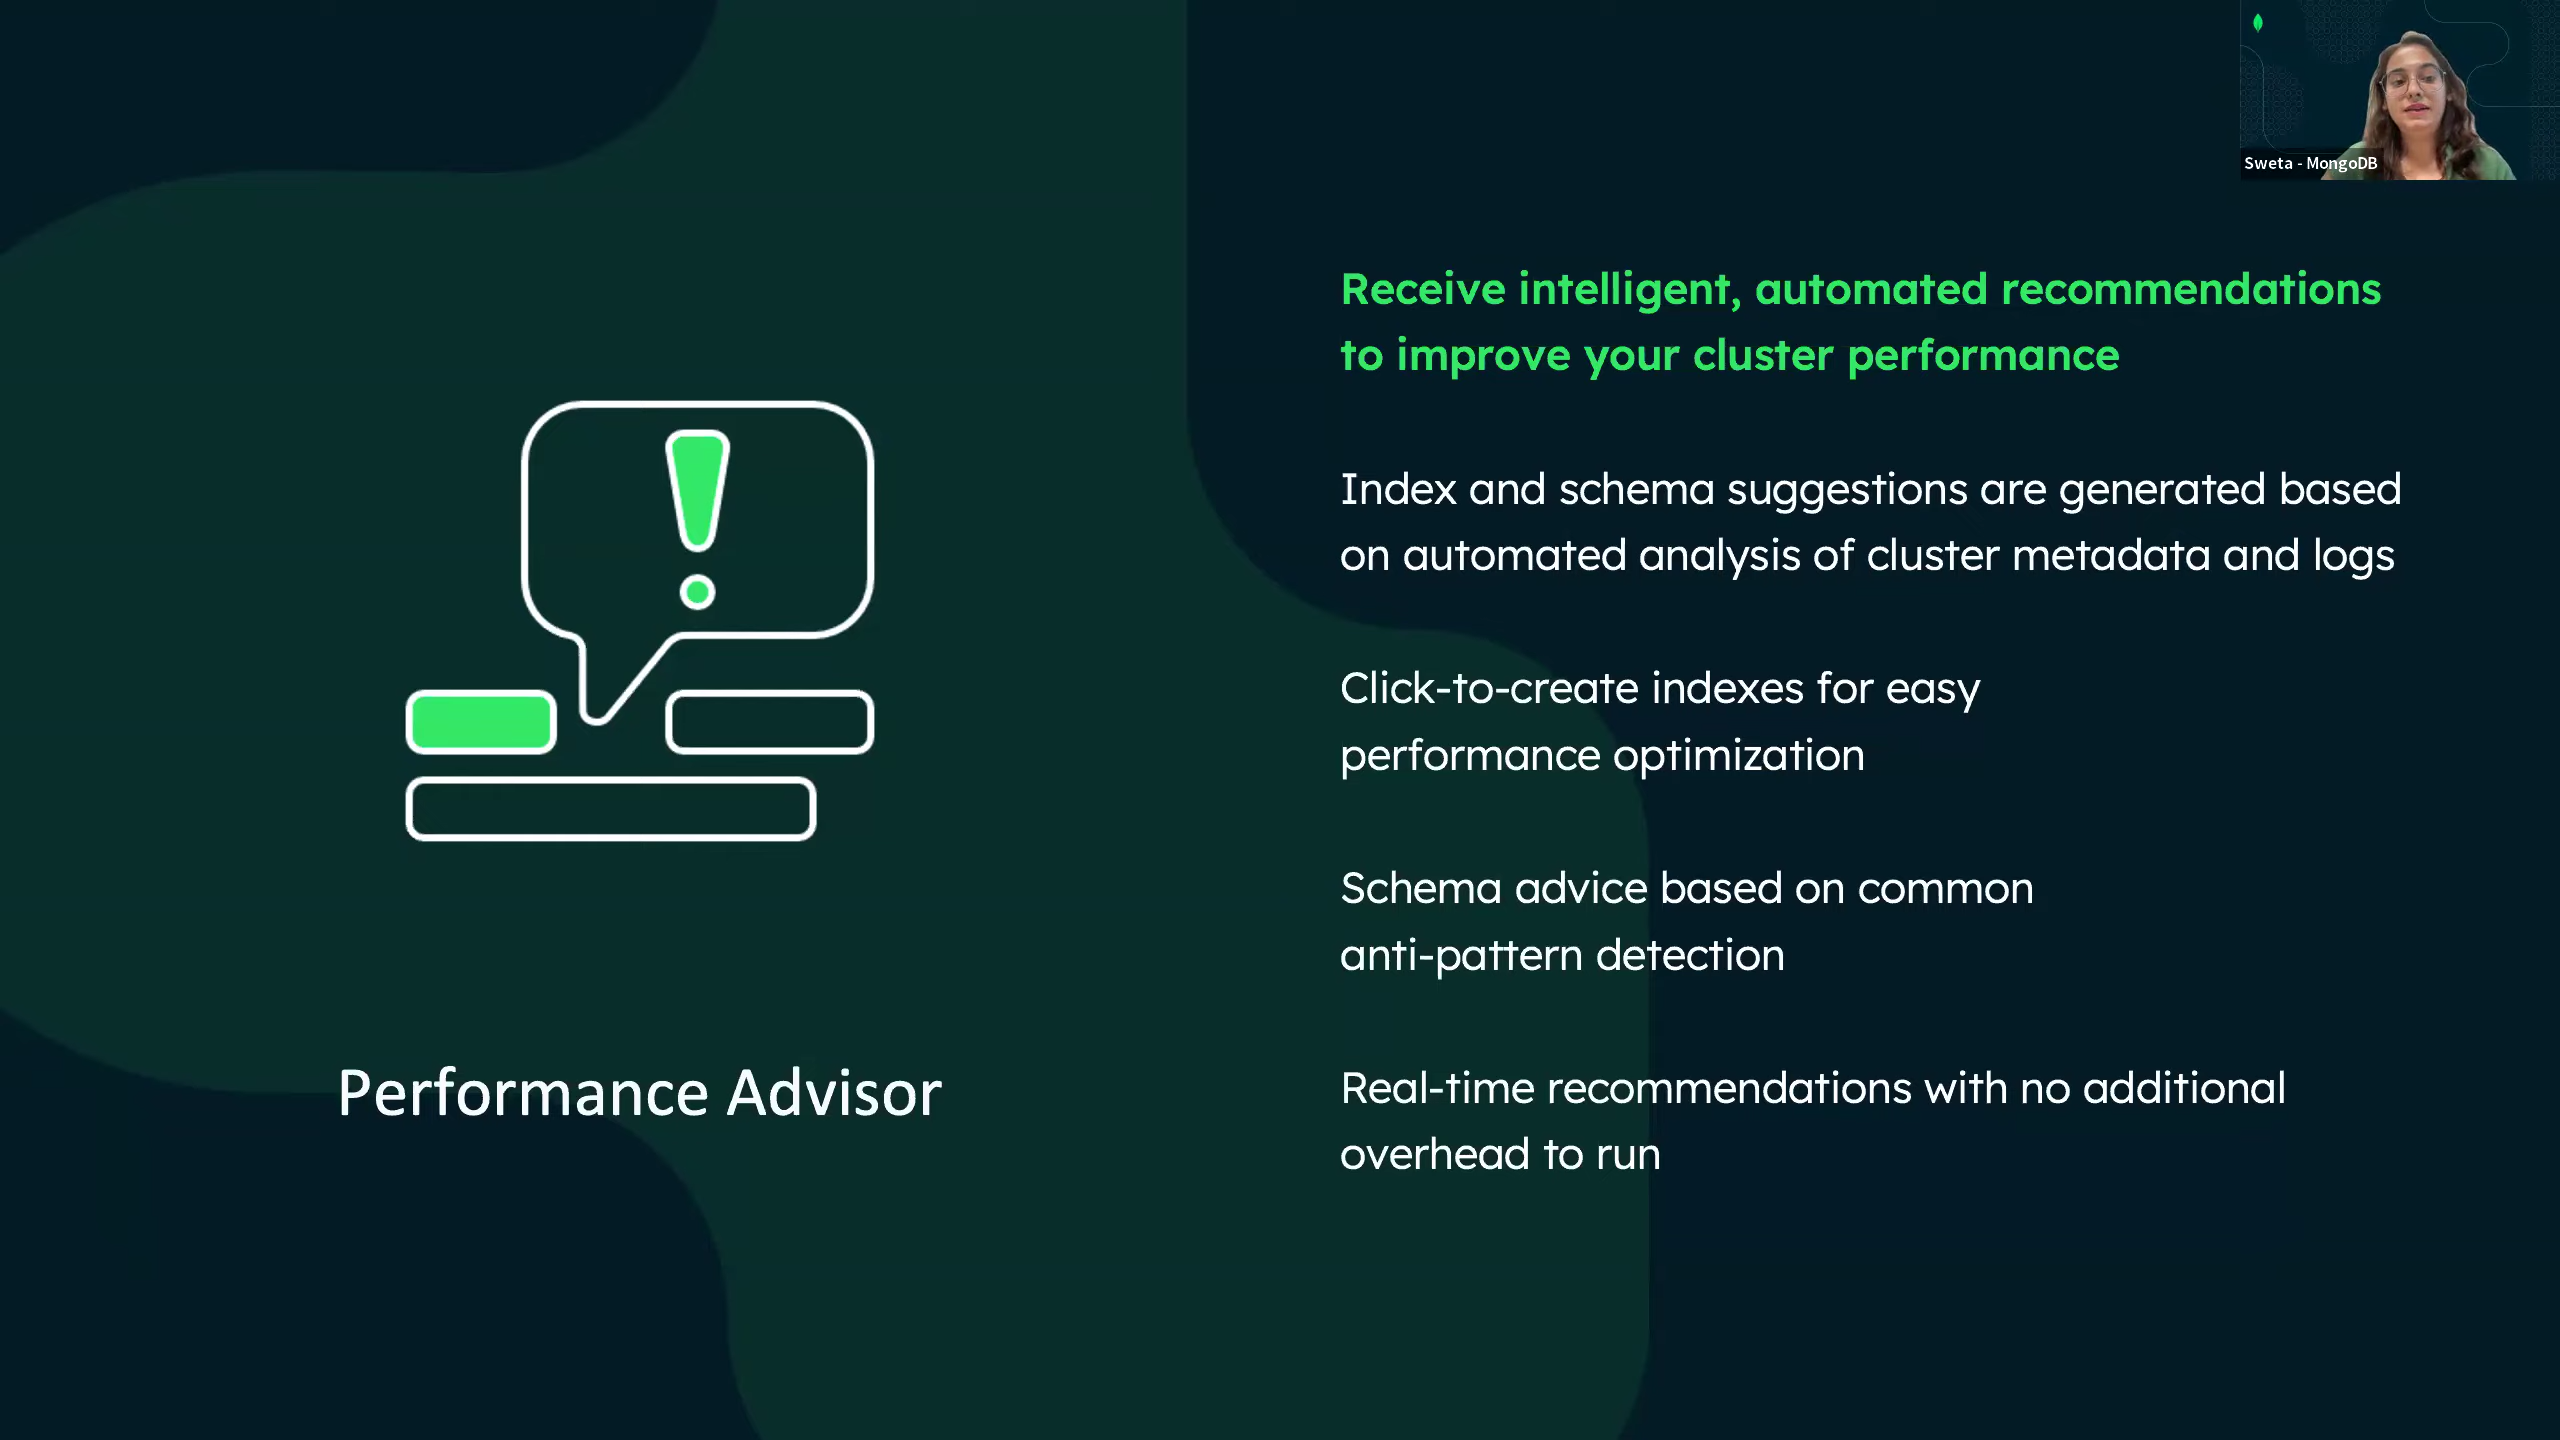 Sweta - MongoDB
Receive intelligent, automated recommendations
to improve your cluster performance
Index and schema suggestions are generated based
on automated analysis of cluster metadata and logs
Click-to-create indexes for easy
performance optimization
Schema advice based on common
anti-pattern detection
Real-time recommendations with no additional
overhead to run
Performance Advisor